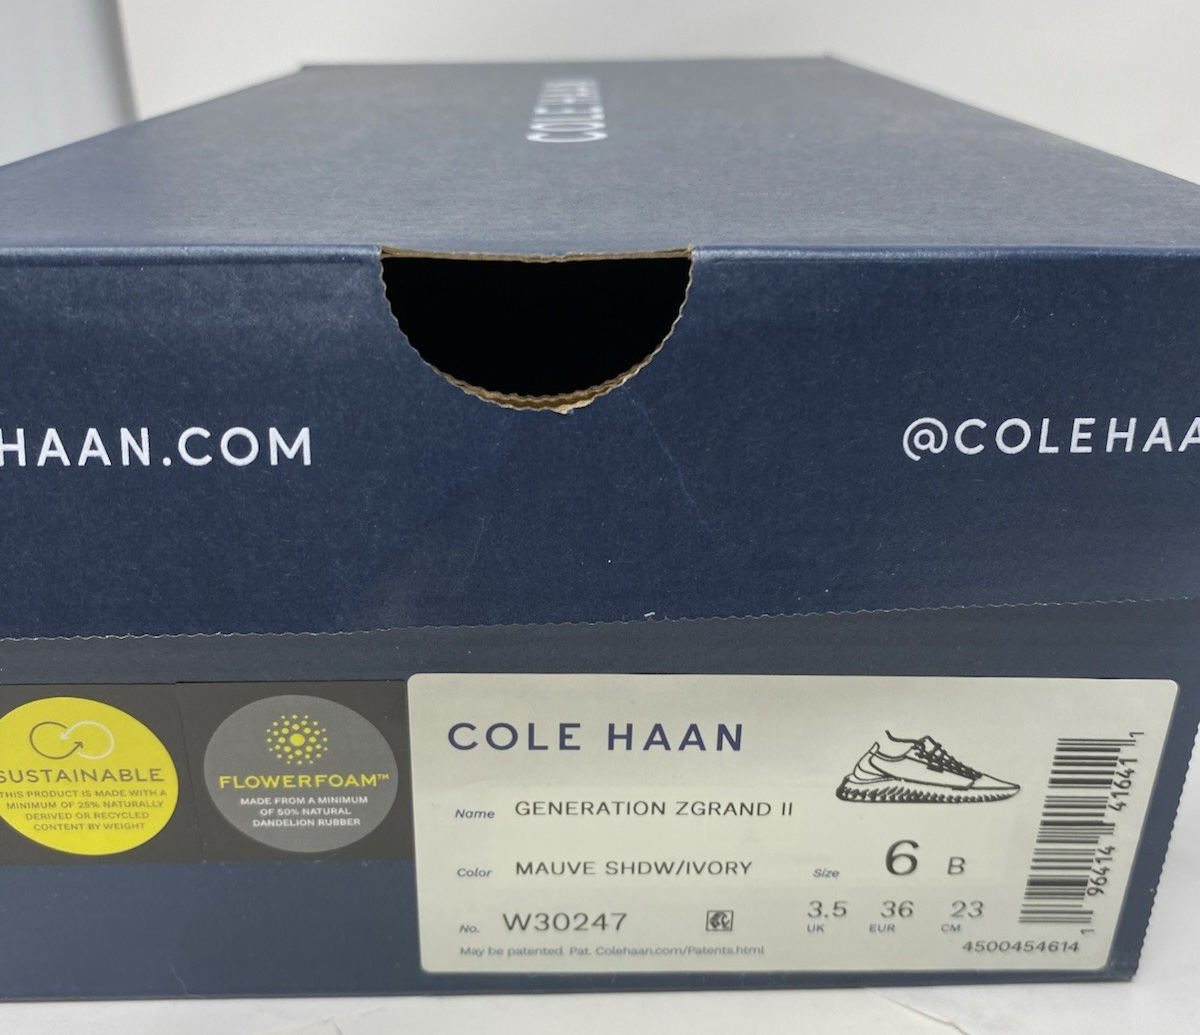 COLE HAAN
HAAN.COM
@COLEHAA
SUSTAINABLE
THIS PRODUCT IS MADE WITH A
MINIMUM OF 25% NATURALLY
DERIVED OR RECYCLED
CONTENT BY WEIGHT
FLOWERFOAM™
MADE FROM A MINIMUM
OF 50% NATURAL
DANDELION RUBBER
COLE HAAN
Name GENERATION ZGRAND II
Color MAUVE SHDW/IVORY
Size 6 B
No. W30247
3.5 36 23
UK EUR CM
May be patented. Pat. Colehaan.com/Patents.html
4500454614
1 96414 41641 1